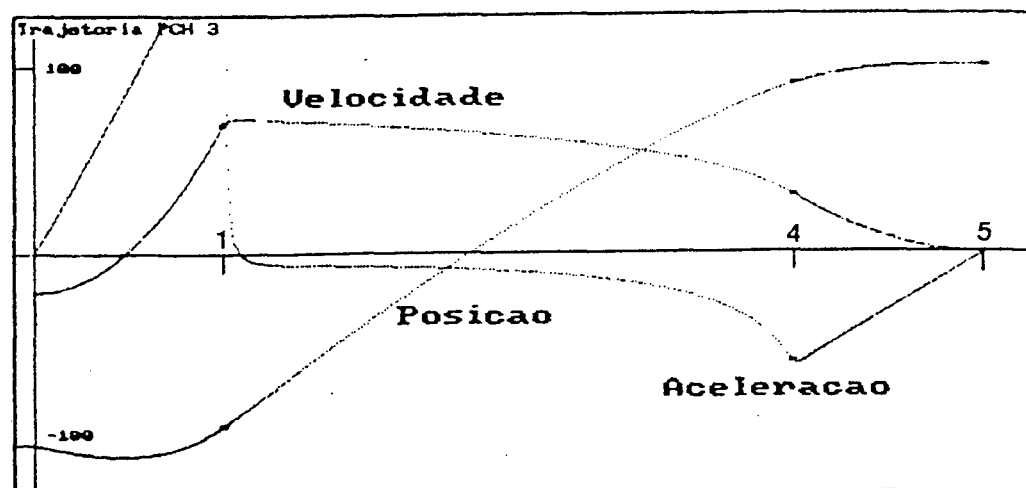 Trajetoria PCH 3
100
Velocidade
1
4
5
Posicao
Aceleracao
-100